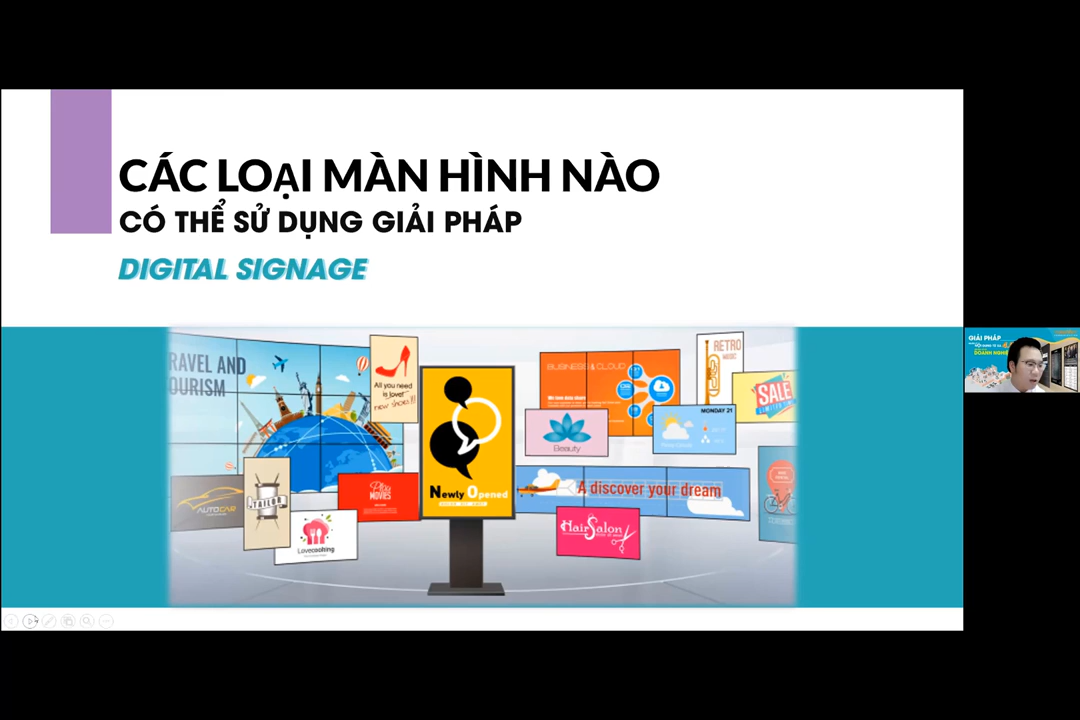 CÁC LOẠI MÀN HÌNH NÀO
CÓ THỂ SỬ DỤNG GIẢI PHÁP
DIGITAL SIGNAGE
RAVEL AND
OURISM
All you need
is lover
new shoes!!!
Newly Opened
BUSINESS & CLOUD
RETRO
MUSIC
SALE
MONDAY 21
Beauty
A discover your dream
AUTOCAR
TAILOR
Play
MOVIES
Lovecooking
Hair Salon
GIẢI PHÁP
DOANH NGHIỆ